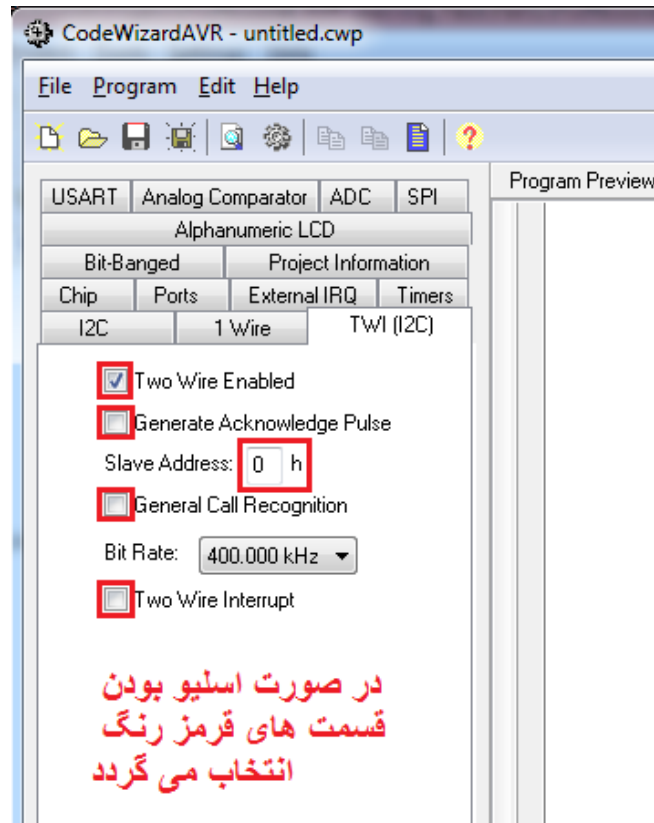 CodeWizardAVR - untitled.cwp
File Program Edit Help
USART Analog Comparator ADC SPI
Alphanumeric LCD
Bit-Banged Project Information
Chip Ports External IRQ Timers
I2C 1 Wire TWI (I2C)
Program Preview
Two Wire Enabled
Generate Acknowledge Pulse
Slave Address: 0 h
General Call Recognition
Bit Rate: 400.000 kHz
Two Wire Interrupt
در صورت اسلیو بودن
قسمت های قرمز رنگ
انتخاب می گردد